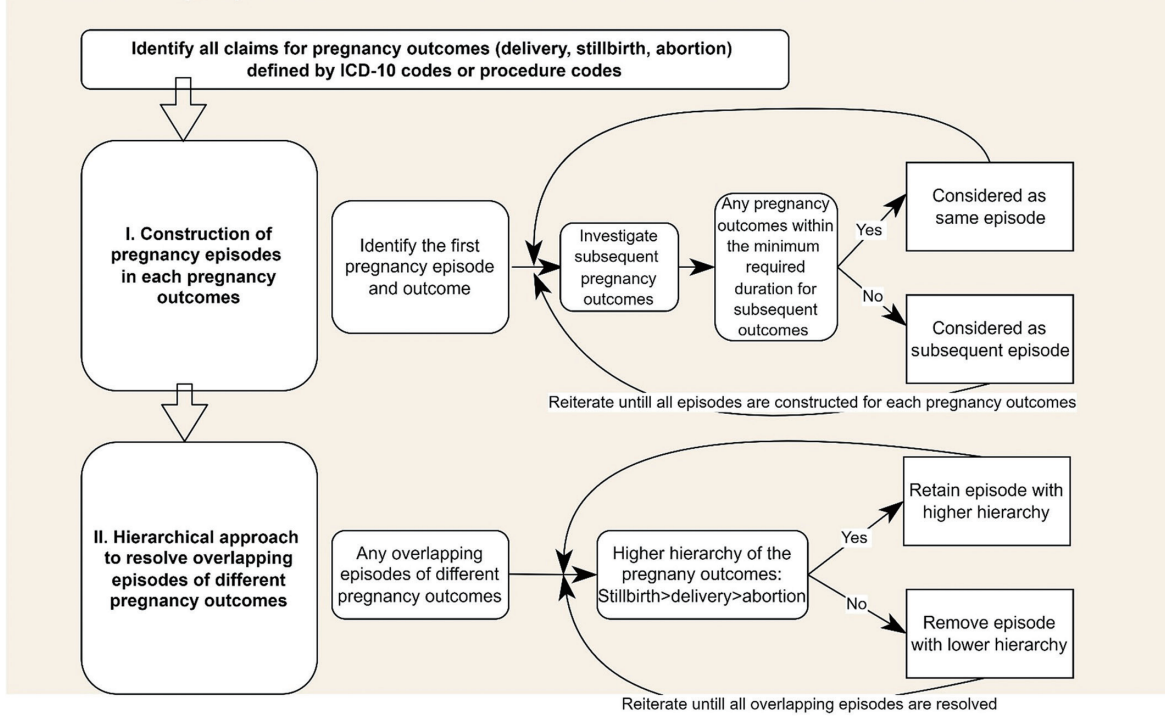 Identify all claims for pregnancy outcomes (delivery, stillbirth, abortion)
defined by ICD-10 codes or procedure codes
I. Construction of
pregnancy episodes
in each pregnancy
outcomes
Identify the first
pregnancy episode
and outcome
Investigate
subsequent
pregnancy
outcomes
Any pregnancy
outcomes within
the minimum
required
duration for
subsequent
outcomes
Yes
No
Considered as
same episode
Considered as
subsequent episode
Reiterate untill all episodes are constructed for each pregnancy outcomes
II. Hierarchical approach
to resolve overlapping
episodes of different
pregnancy outcomes
Any overlapping
episodes of different
pregnancy outcomes
Higher hierarchy of the
pregnany outcomes:
Stillbirth>delivery>abortion
Yes
No
Retain episode with
higher hierarchy
Remove episode
with lower hierarchy
Reiterate untill all overlapping episodes are resolved